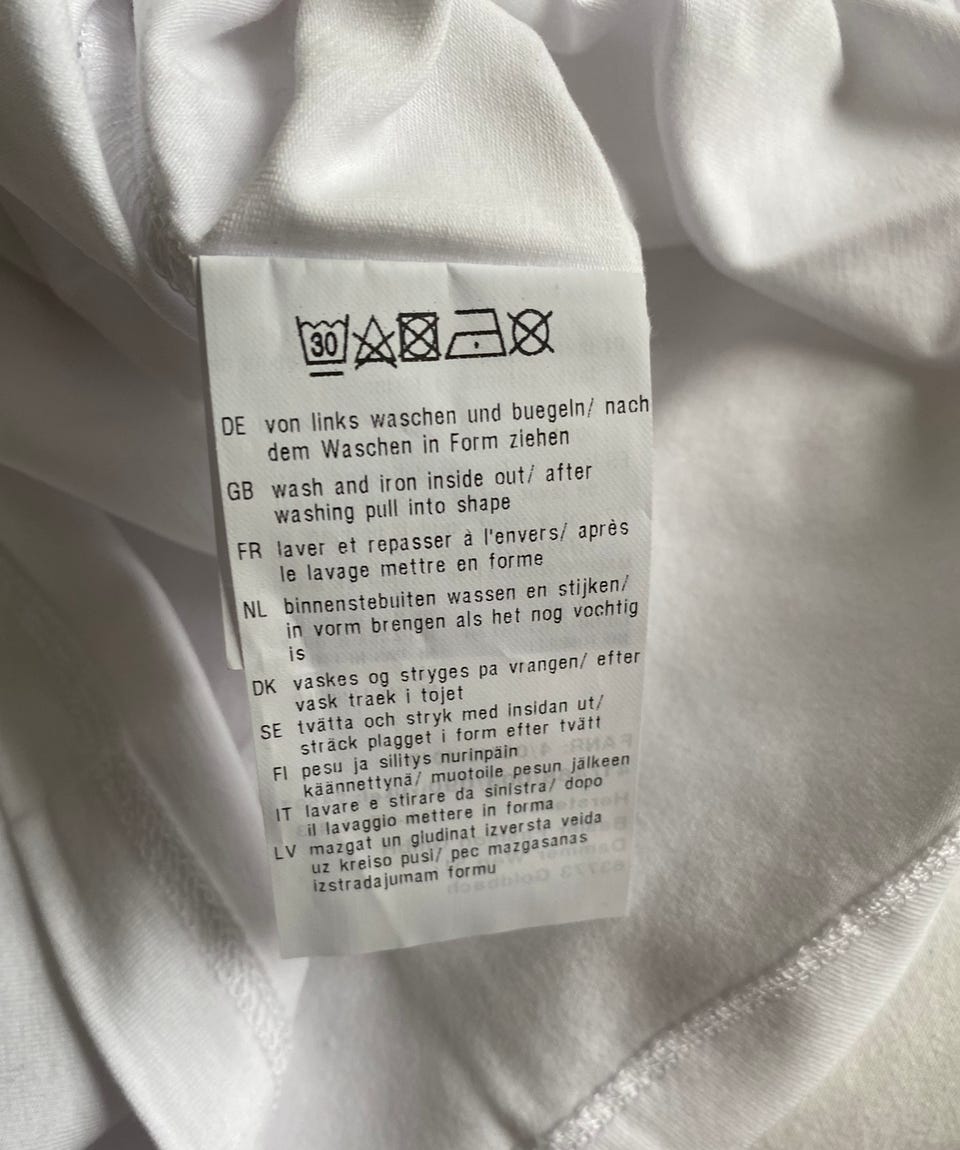 30
DE von links waschen und buegeln/ nach
dem Waschen in Form ziehen
GB wash and iron inside out/ after
washing pull into shape
FR laver et repasser à l'envers/ après
le lavage mettre en forme
NL binnenstebuiten wassen en stijken/
in vorm brengen als het nog vochtig
is
DK vaskes og stryges pa vrangen/ efter
vask traek i tojet
SE tvätta och stryk med insidan ut/
sträck plagget i form efter tvätt
FI pesu ja silitys nurinpäin
käännettynä/ muotoile pesun jälkeen
IT lavare e stirare da sinistra/ dopo
il lavaggio mettere in forma
LV mazgat un gludinat izversta veida
uz kreiso pusi/ pec mazgasanas
izstradajumam formu
63773 Goldbach